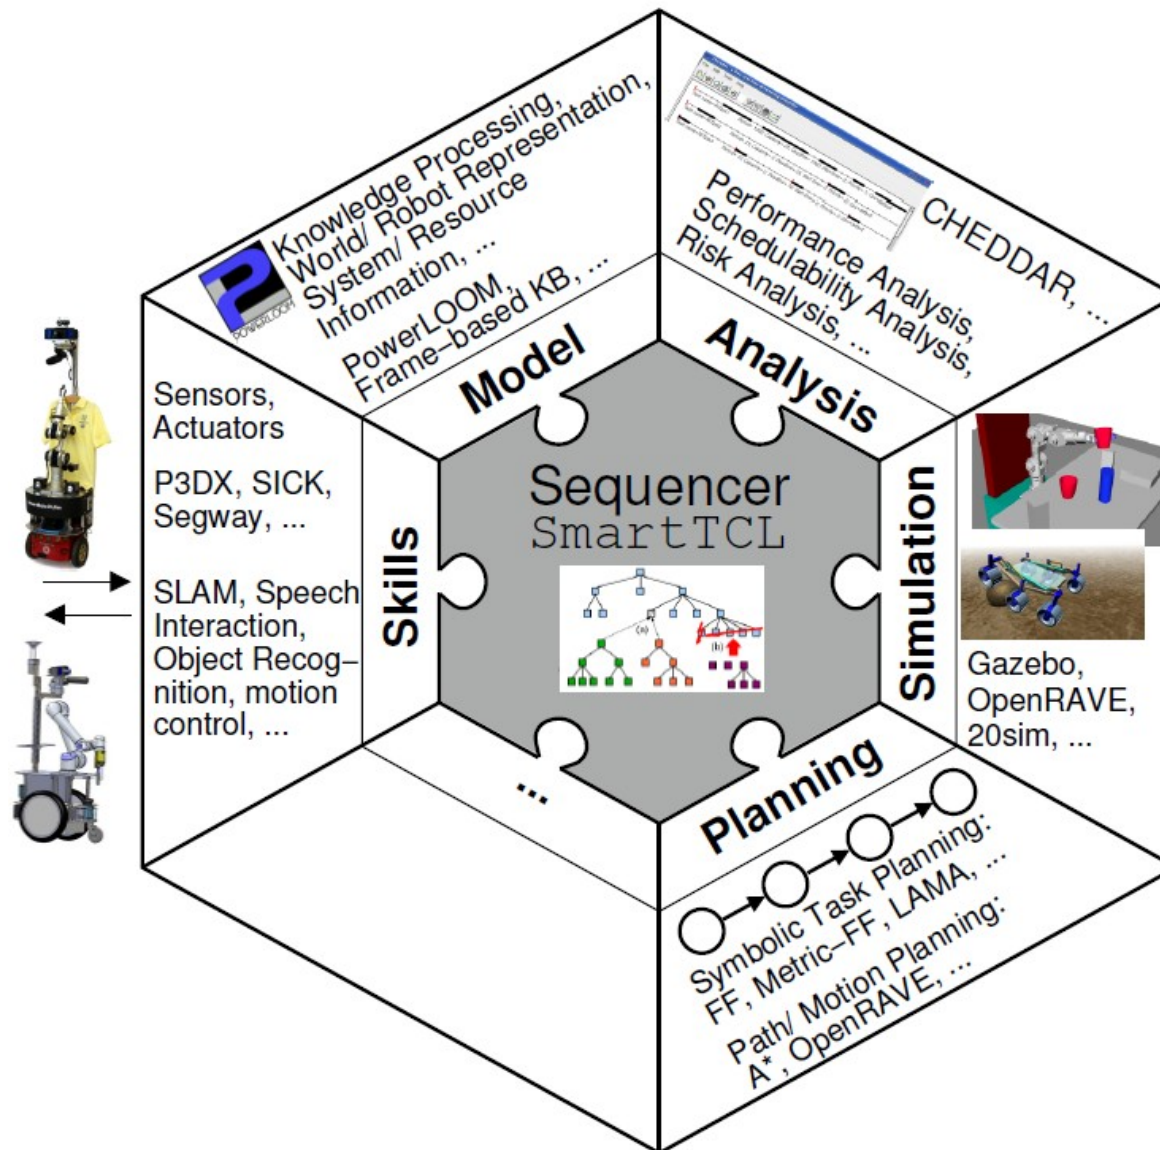 Knowledge Processing,
World/ Robot Representation,
System/ Resource
Information, ...
PowerLOOM,
Frame-based KB, ...
POWERLOOM
Model
CHEDDAR, ...
Performance Analysis,
Schedulability Analysis,
Risk Analysis, ...
Analysis
Sensors,
Actuators
P3DX, SICK,
Segway, ...
SLAM, Speech
Interaction,
Object Recog-
nition, motion
control, ...
Skills
Sequencer
SmartTCL
(a)
(b)
Simulation
Gazebo,
OpenRAVE,
20sim, ...
...
Planning
Symbolic Task Planning:
FF, Metric-FF, LAMA, ...
Path/ Motion Planning:
A*, OpenRAVE, ...